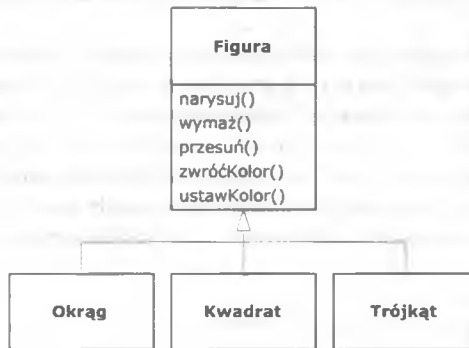 Figura
narysuj()
wymaż()
przesuń()
zwróćKolor()
ustawKolor()
Okrąg
Kwadrat
Trójkąt